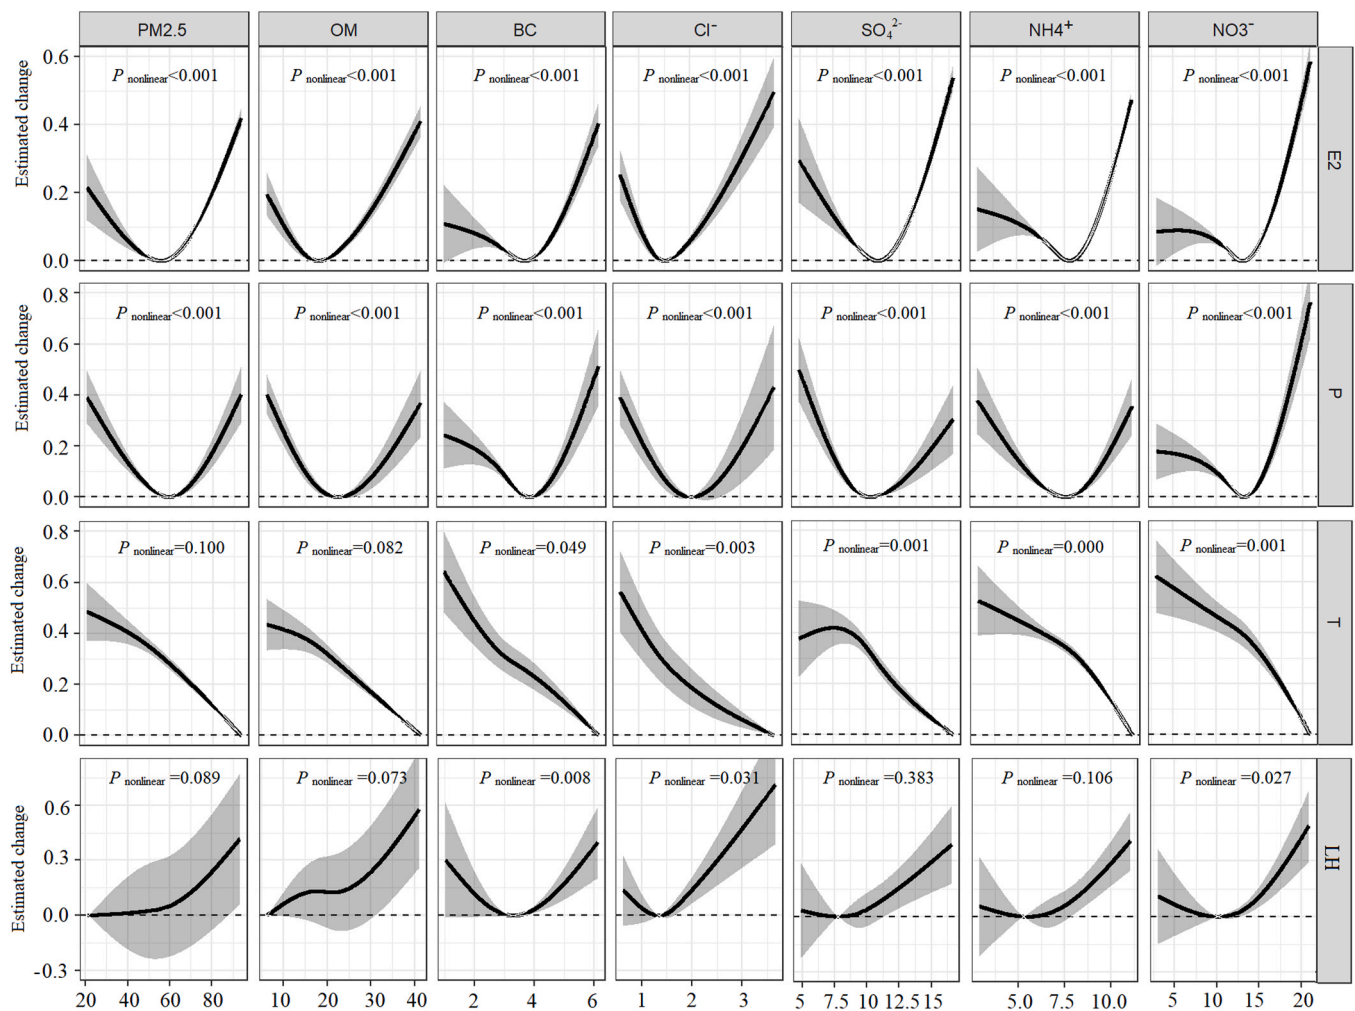 PM2.5 OM BC Cl⁻ SO₄²⁻ NH4⁺ NO3⁻
Estimated change
0.6
0.4
0.2
0.0
P nonlinear<0.001 P nonlinear<0.001 P nonlinear<0.001 P nonlinear<0.001 P nonlinear<0.001 P nonlinear<0.001 P nonlinear<0.001
E2
Estimated change
0.8
0.6
0.4
0.2
0.0
P nonlinear<0.001 P nonlinear<0.001 P nonlinear<0.001 P nonlinear<0.001 P nonlinear<0.001 P nonlinear<0.001 P nonlinear<0.001
P
Estimated change
0.8
0.6
0.4
0.2
0.0
P nonlinear=0.100 P nonlinear=0.082 P nonlinear=0.049 P nonlinear=0.003 P nonlinear=0.001 P nonlinear=0.000 P nonlinear=0.001
T
Estimated change
0.6
0.3
0.0
-0.3
P nonlinear =0.089 P nonlinear =0.073 P nonlinear =0.008 P nonlinear =0.031 P nonlinear =0.383 P nonlinear =0.106 P nonlinear =0.027
LH
20 40 60 80 10 20 30 40 2 4 6 1 2 3 5 7.5 10 12.5 15 5.0 7.5 10.0 5 10 15 20